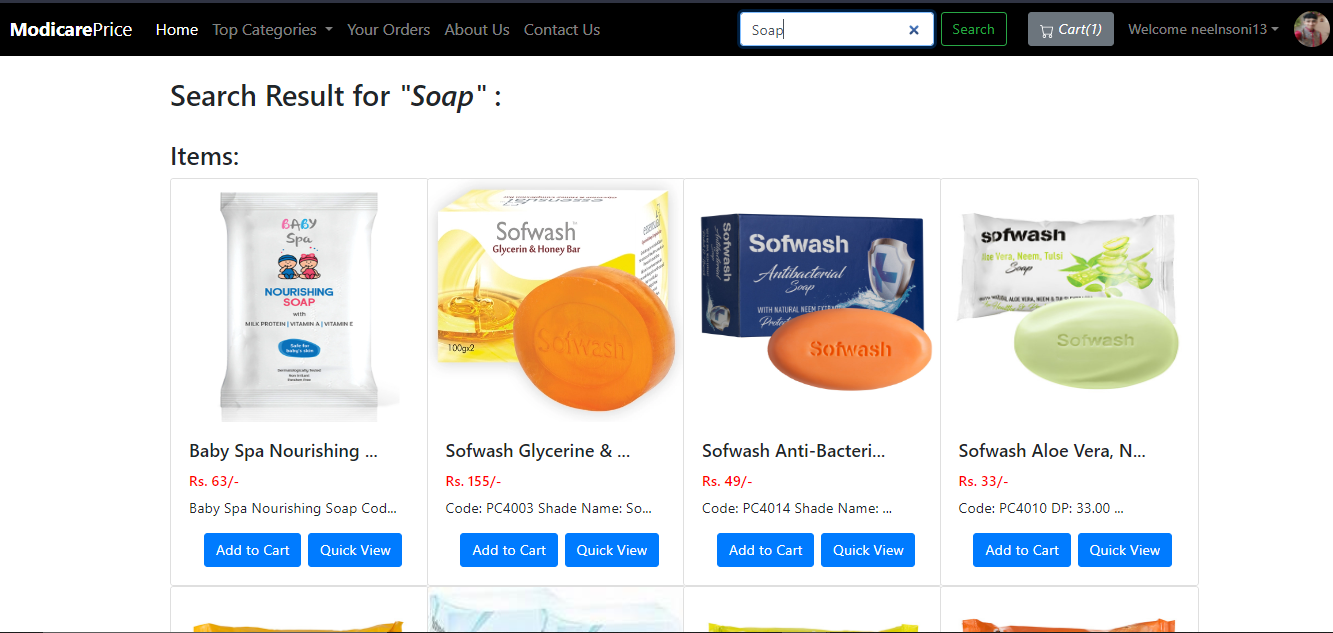 ModicarePrice Home Top Categories Your Orders About Us Contact Us Soap Search Cart(1) Welcome neelnsoni13
Search Result for "Soap" :
Items:
BABY
Spa
NOURISHING
SOAP
with
MILK PROTEIN | VITAMIN A | VITAMIN E
Safe for
baby's skin
Sofwash
Glycerin & Honey Bar
100gx2
Sofwash
Sofwash
Sofwash
Antibacterial
Soap
WITH NATURAL NEEM
Sofwash
sofwash
Aloe Vera, Neem, Tulsi
Soap
Sofwash
Baby Spa Nourishing ...
Rs. 63/-
Baby Spa Nourishing Soap Cod...
Add to Cart Quick View
Sofwash Glycerine & ...
Rs. 155/-
Code: PC4003 Shade Name: So...
Add to Cart Quick View
Sofwash Anti-Bacteri...
Rs. 49/-
Code: PC4014 Shade Name: ...
Add to Cart Quick View
Sofwash Aloe Vera, N...
Rs. 33/-
Code: PC4010 DP: 33.00 ...
Add to Cart Quick View